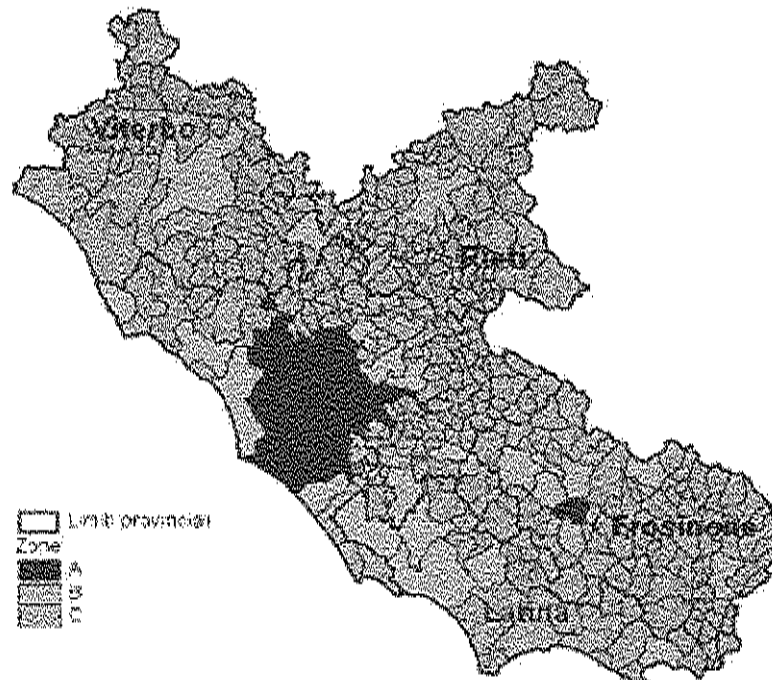 Viterbo
Rieti
Frosinone
Latina
Limiti provinciali
Zone
A
B
C